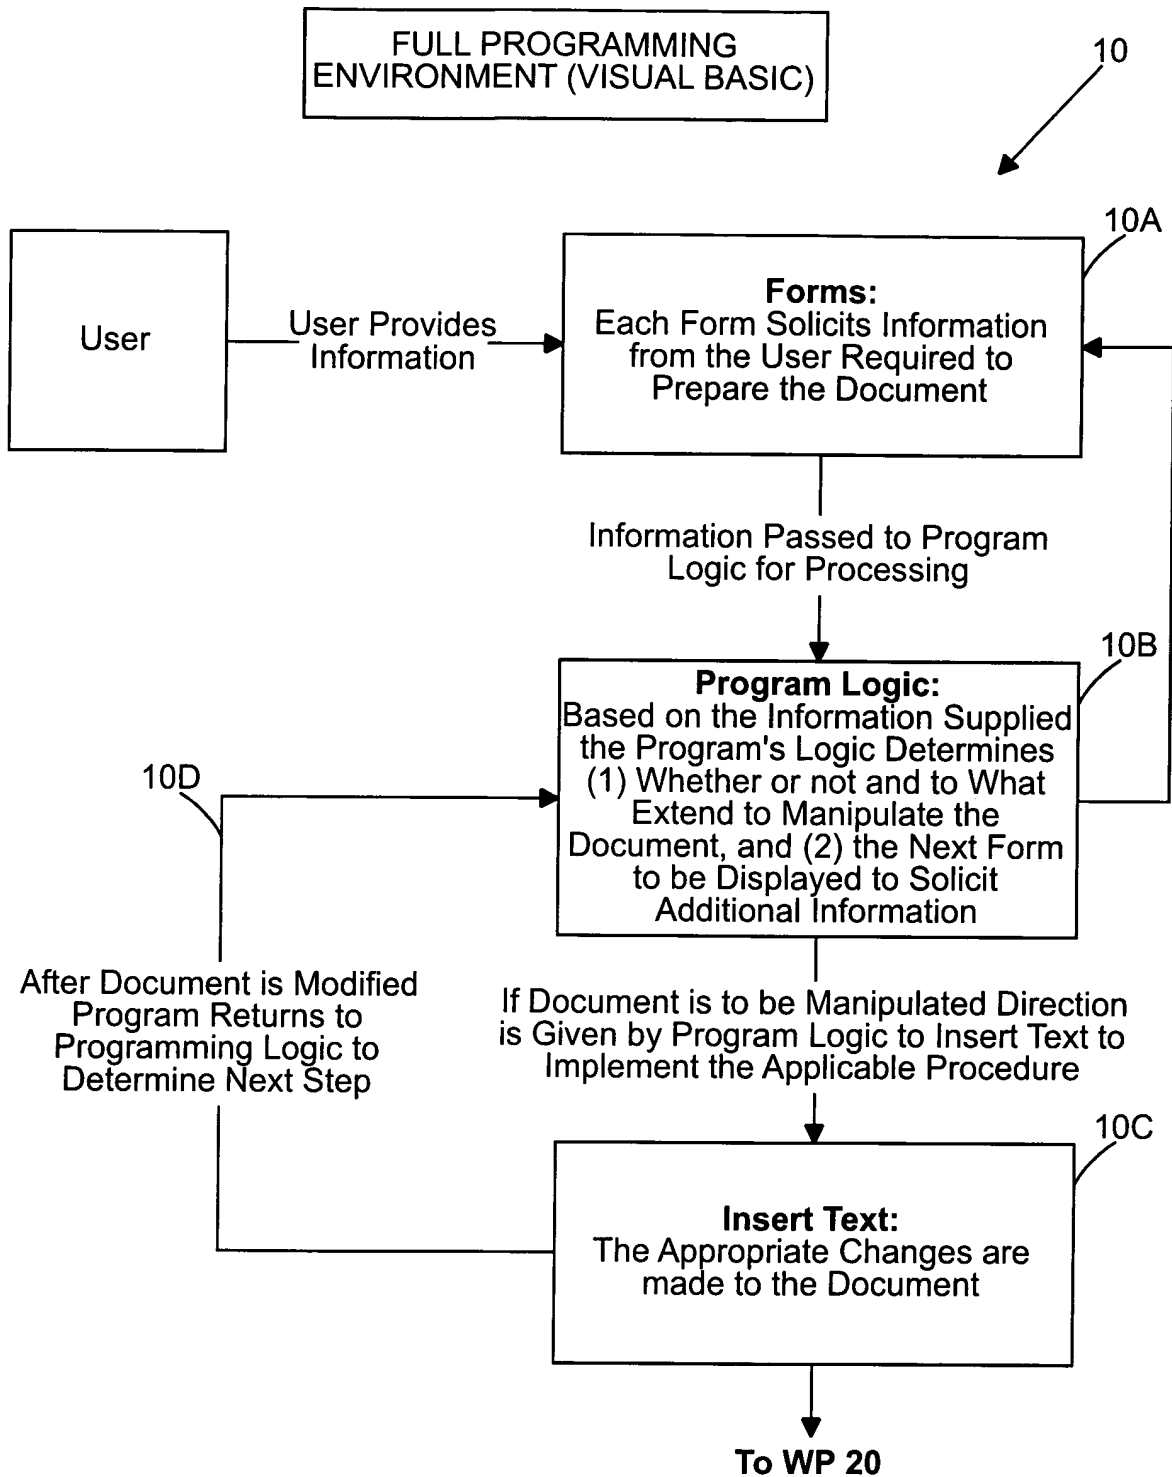 FULL PROGRAMMING
ENVIRONMENT (VISUAL BASIC)
10
10A
User
User Provides
Information
Forms:
Each Form Solicits Information
from the User Required to
Prepare the Document
Information Passed to Program
Logic for Processing
10B
Program Logic:
Based on the Information Supplied
the Program's Logic Determines
(1) Whether or not and to What
Extend to Manipulate the
Document, and (2) the Next Form
to be Displayed to Solicit
Additional Information
10D
After Document is Modified
Program Returns to
Programming Logic to
Determine Next Step
If Document is to be Manipulated Direction
is Given by Program Logic to Insert Text to
Implement the Applicable Procedure
10C
Insert Text:
The Appropriate Changes are
made to the Document
To WP 20